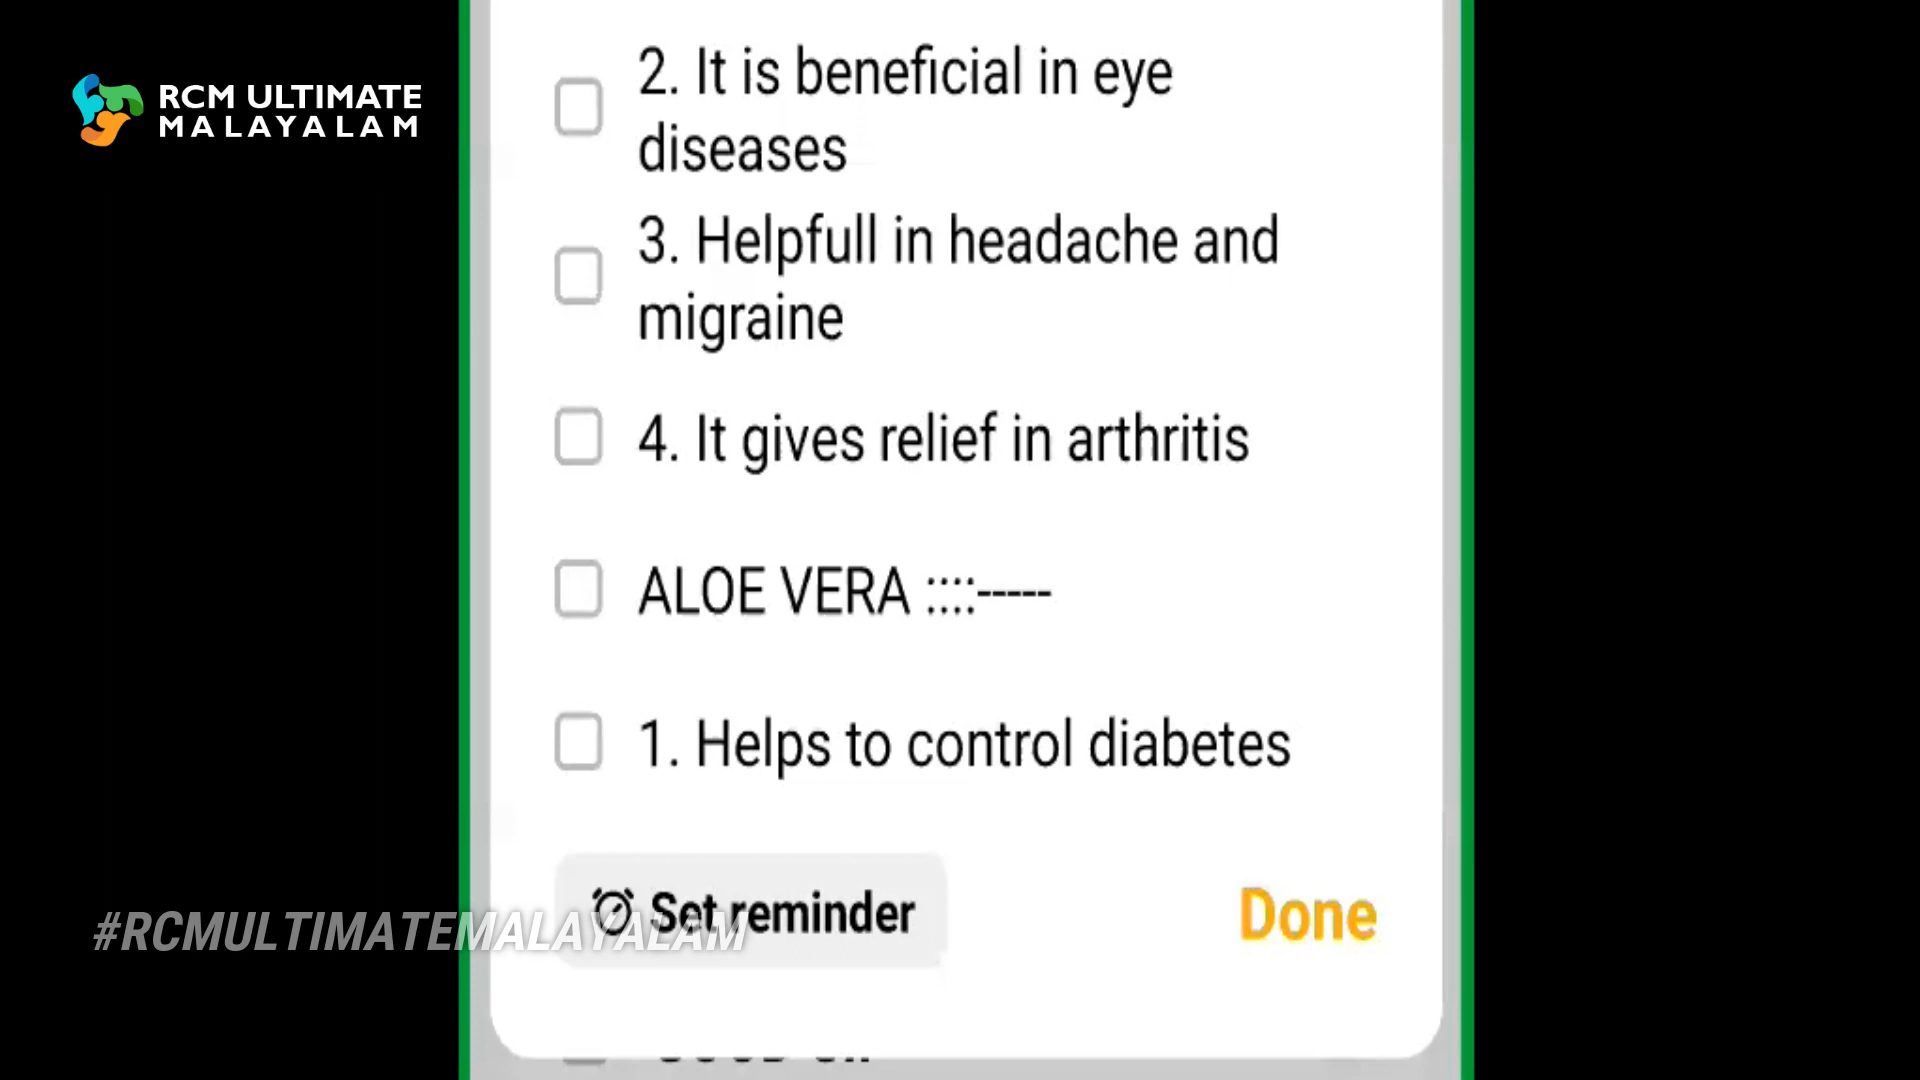 RCM ULTIMATE
MALAYALAM
2. It is beneficial in eye
diseases
3. Helpfull in headache and
migraine
4. It gives relief in arthritis
ALOE VERA ::::-----
1. Helps to control diabetes
Set reminder
Done
#RCMULTIMATEMALAYALAM